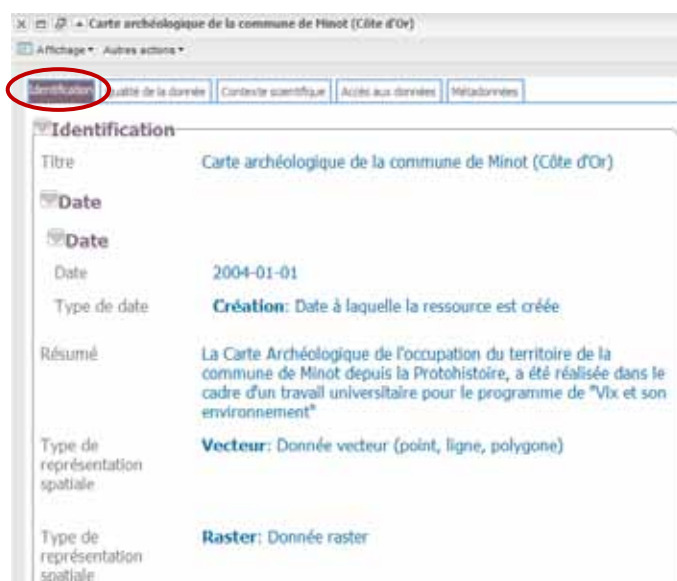 Carte archéologique de la commune de Minot (Côte d'Or)
Affichage Autres actions
Identification Qualité de la donnée Contexte scientifique Accès aux données Métadonnées
Identification
Titre Carte archéologique de la commune de Minot (Côte d'Or)
Date
Date
Date 2004-01-01
Type de date Création: Date à laquelle la ressource est créée
Résumé La Carte Archéologique de l'occupation du territoire de la
commune de Minot depuis la Protohistoire, a été réalisée dans le
cadre d'un travail universitaire pour le programme de "Vix et son
environnement"
Type de Vecteur: Donnée vecteur (point, ligne, polygone)
représentation
spatiale
Type de Raster: Donnée raster
représentation
spatiale